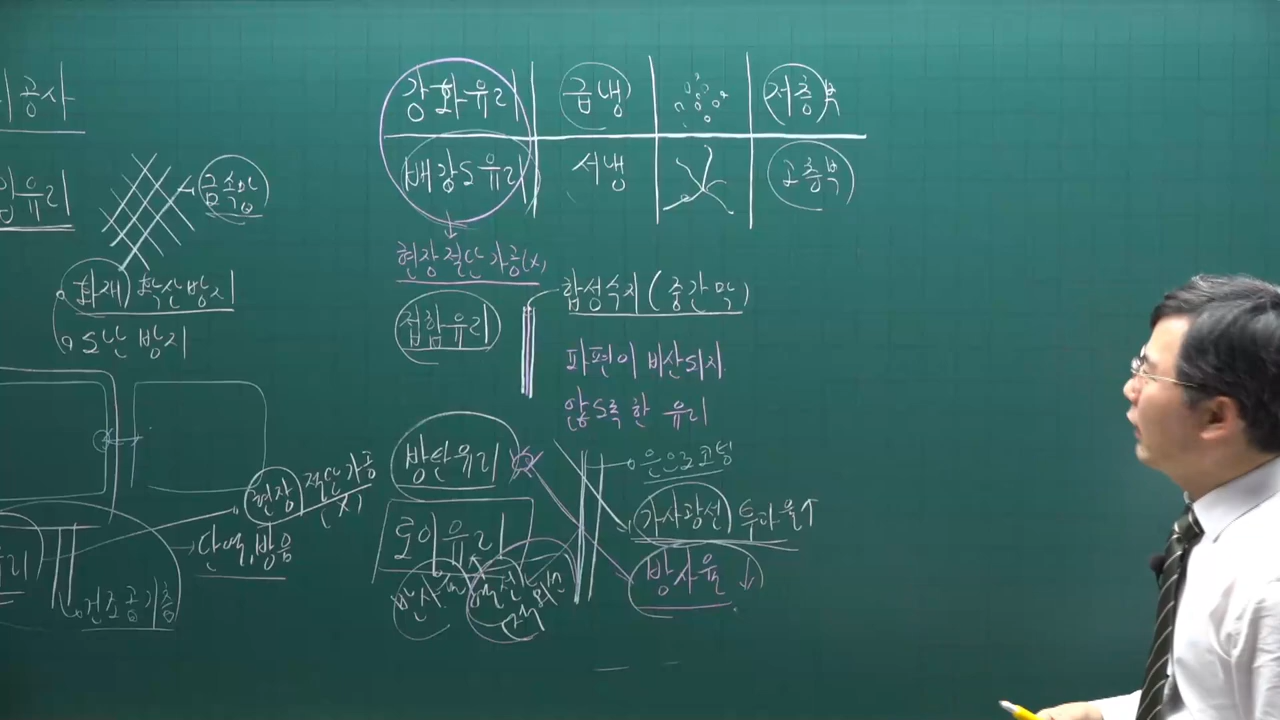 공사
유리
금속망
화재 확산방지
도난 방지
현장 절단가공
(X)
단열, 방음
건조공기층
강화유리 급냉 저층부
배강도유리 서냉 고층부
현장절단가공(X)
접합유리
합성수지(중간막)
파편이 비산되지
않도록 한 유리
방탄유리
로이유리
은으로 코팅
가시광선 투과율↑
방사율↓